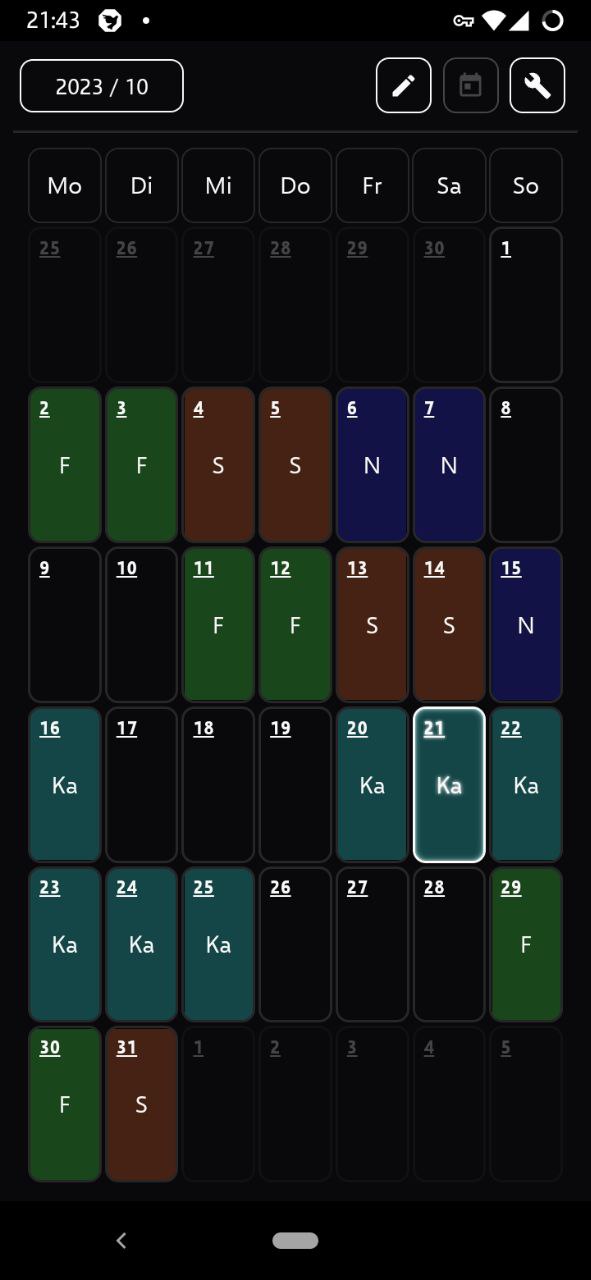 21:43
2023 / 10
Mo Di Mi Do Fr Sa So
25 26 27 28 29 30 1
2 3 4 5 6 7 8
F F S S N N
9 10 11 12 13 14 15
F F S S N
16 17 18 19 20 21 22
Ka Ka Ka Ka
23 24 25 26 27 28 29
Ka Ka Ka F
30 31 1 2 3 4 5
F S